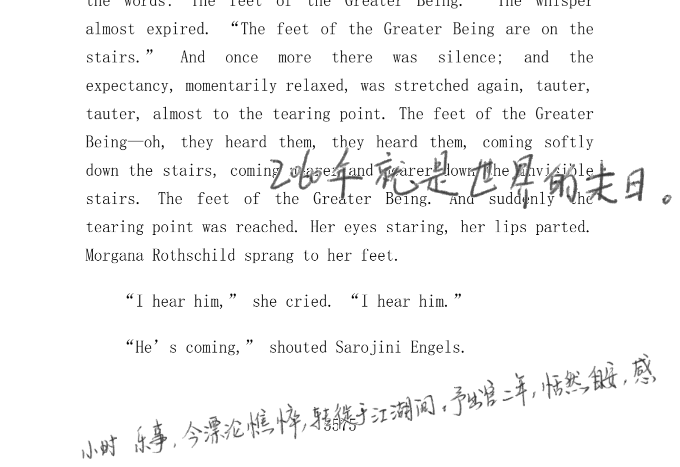 the words. The feet of the Greater Being." The whisper
almost expired. “The feet of the Greater Being are on the
stairs.” And once more there was silence; and the
expectancy, momentarily relaxed, was stretched again, tauter,
tauter, almost to the tearing point. The feet of the Greater
Being—oh, they heard them, they heard them, coming softly
down the stairs, coming nearer and nearer down the invisible
2060年就是世界的末日。
stairs. The feet of the Greater Being. And suddenly the
tearing point was reached. Her eyes staring, her lips parted.
Morgana Rothschild sprang to her feet.
“I hear him,” she cried. “I hear him.”
“He’s coming,” shouted Sarojini Engels.
小时乐事，今漂沦憔悴，转徙于江湖间。予出官二年，恬然自安，感
3575